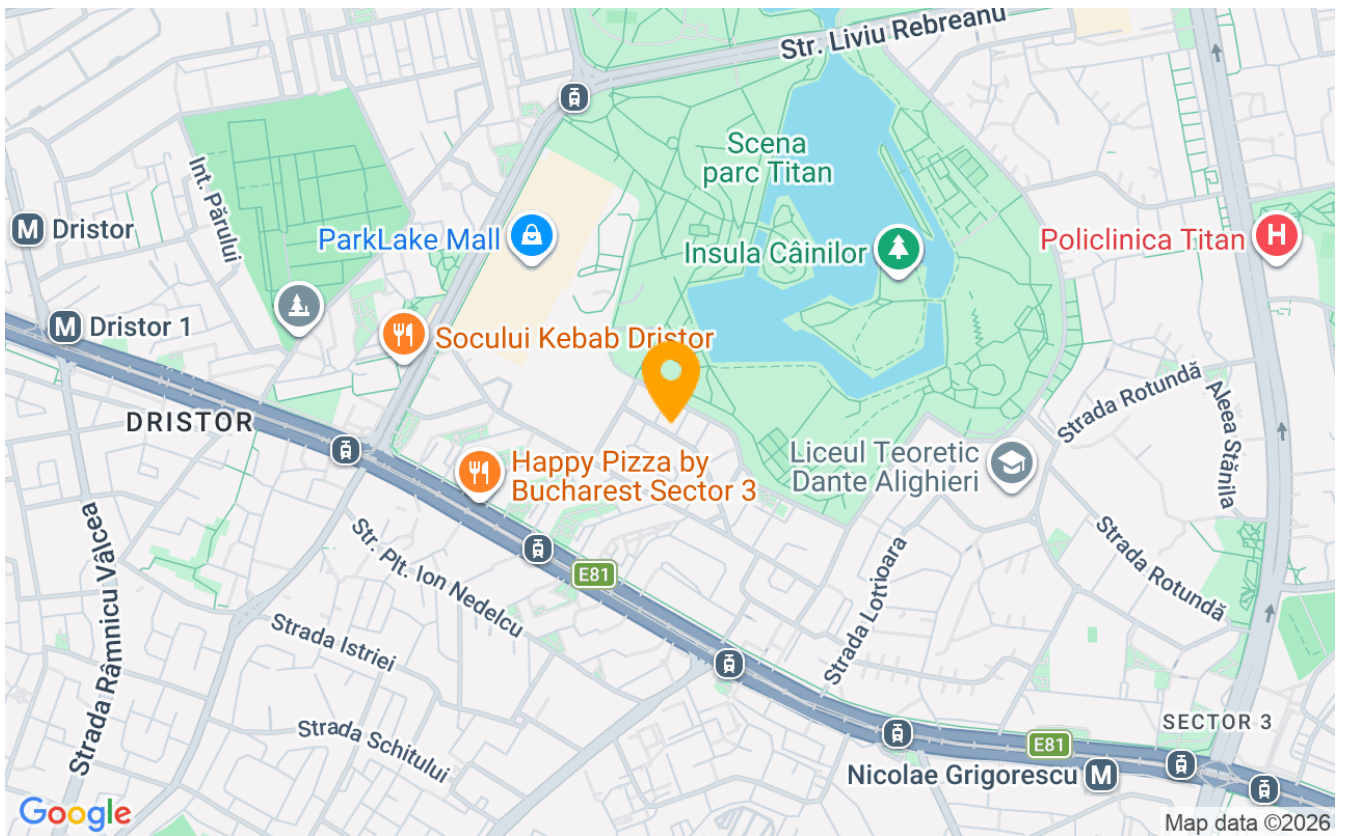 Str. Liviu Rebreanu
Scena
parc Titan
Int. Părului
M Dristor
ParkLake Mall
Insula Câinilor
Policlinica Titan H
M Dristor 1
Socului Kebab Dristor
Strada Rotundă
Aleea Stănila
DRISTOR
Happy Pizza by
Bucharest Sector 3
Liceul Teoretic
Dante Alighieri
Strada Râmnicu Vâlcea
Str. Plt. Ion Nedelcu
E81
Strada Lotrioara
Strada Rotundă
Strada Istriei
Strada Schitului
SECTOR 3
E81
Nicolae Grigorescu M
Google
Map data ©2026